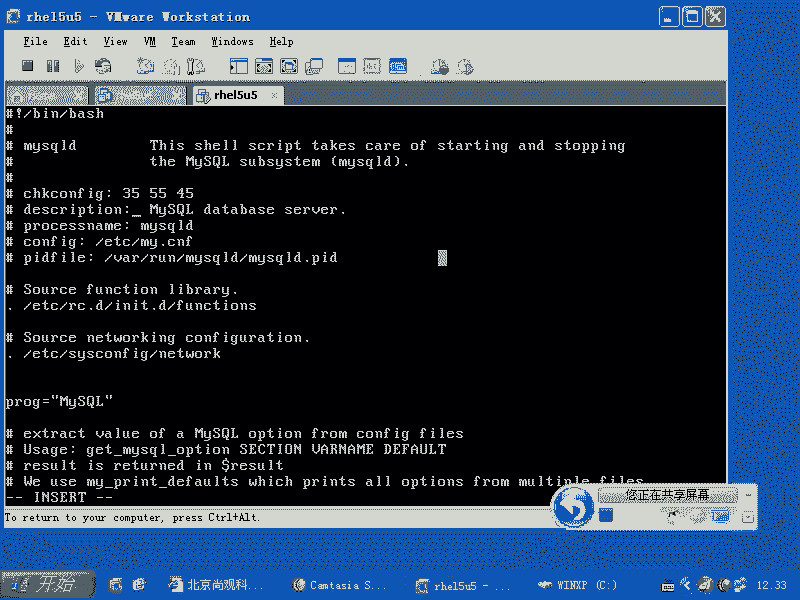 rhel5u5 - VMware Workstation
File Edit View VM Team Windows Help
rhel5u5
#!/bin/bash
#
# mysqld This shell script takes care of starting and stopping
# the MySQL subsystem (mysqld).
#
# chkconfig: 35 55 45
# description:_ MySQL database server.
# processname: mysqld
# config: /etc/my.cnf
# pidfile: /var/run/mysqld/mysqld.pid
# Source function library.
. /etc/rc.d/init.d/functions
# Source networking configuration.
. /etc/sysconfig/network
prog="MySQL"
# extract value of a MySQL option from config files
# Usage: get_mysql_option SECTION VARNAME DEFAULT
# result is returned in $result
# We use my_print_defaults which prints all options from multiple files
-- INSERT --
您正在共享屏幕
To return to your computer, press Ctrl+Alt.
开始 北京尚观科... Camtasia S... rhel5u5 - ... WINXP (C:) 12.33